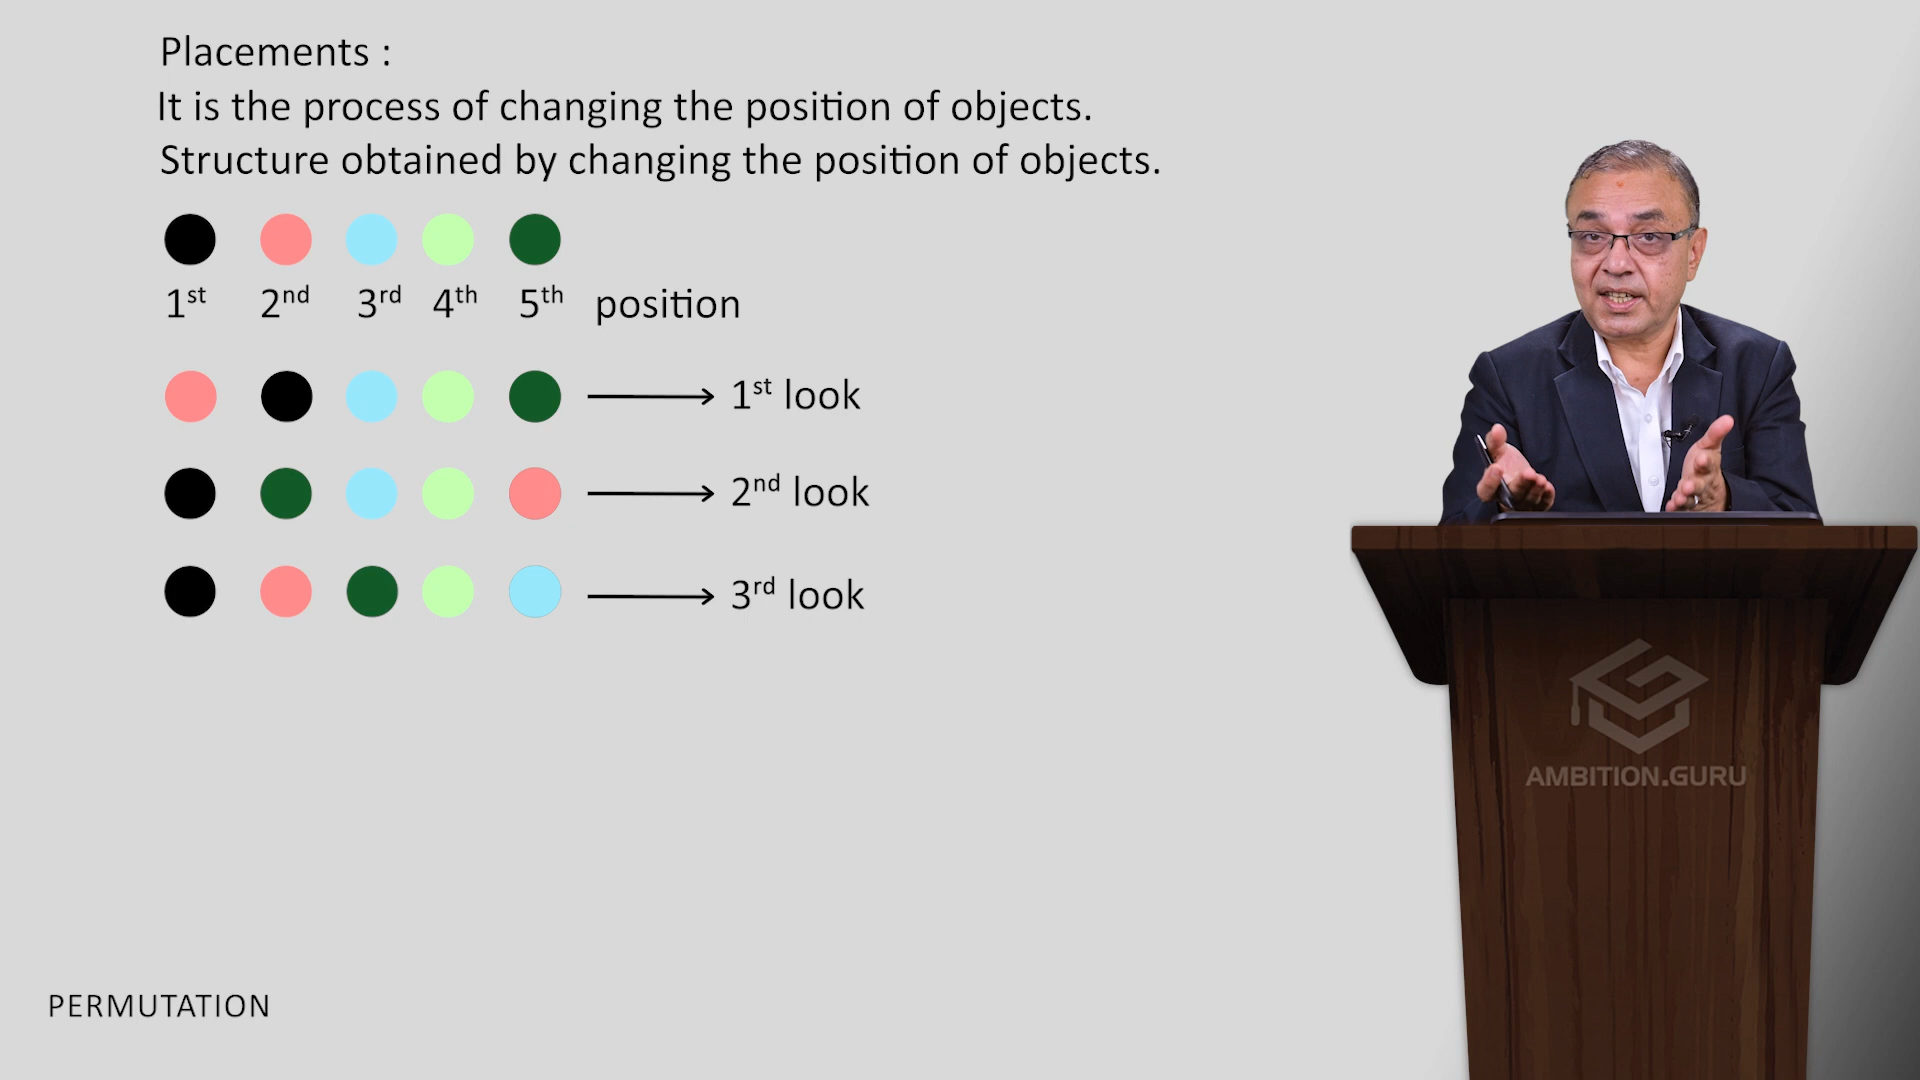 Placements :
It is the process of changing the position of objects.
Structure obtained by changing the position of objects.
1st 2nd 3rd 4th 5th position
1st look
2nd look
3rd look
AMBITION.GURU
PERMUTATION